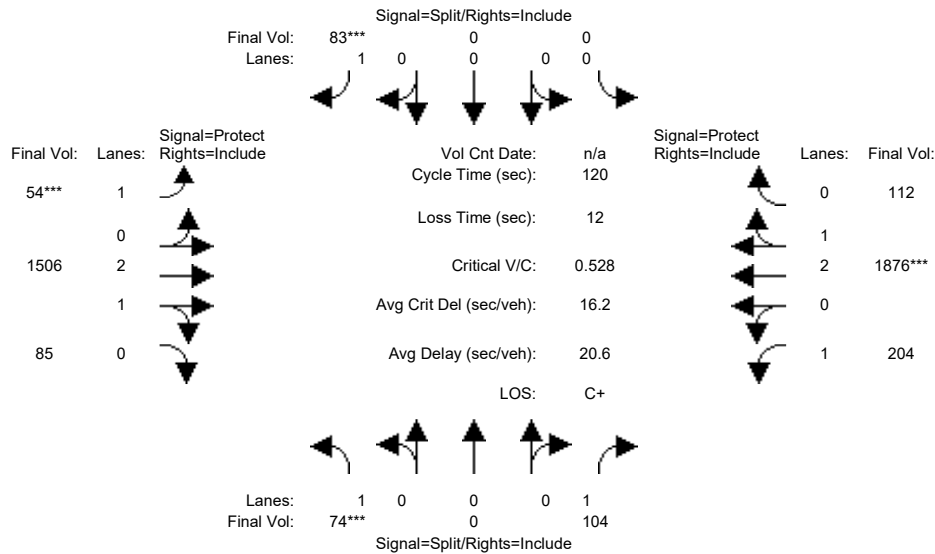 Signal=Split/Rights=Include
Final Vol: 83*** 0 0
Lanes: 1 0 0 0 0
Signal=Protect
Final Vol: Lanes: Rights=Include
Vol Cnt Date: n/a
Signal=Protect
Rights=Include Lanes: Final Vol:
Cycle Time (sec): 120
54*** 1
0 112
Loss Time (sec): 12
0
1
1506 2
Critical V/C: 0.528
2 1876***
1
Avg Crit Del (sec/veh): 16.2
0
85 0
Avg Delay (sec/veh): 20.6
1 204
LOS: C+
Lanes: 1 0 0 0 1
Final Vol: 74*** 0 104
Signal=Split/Rights=Include